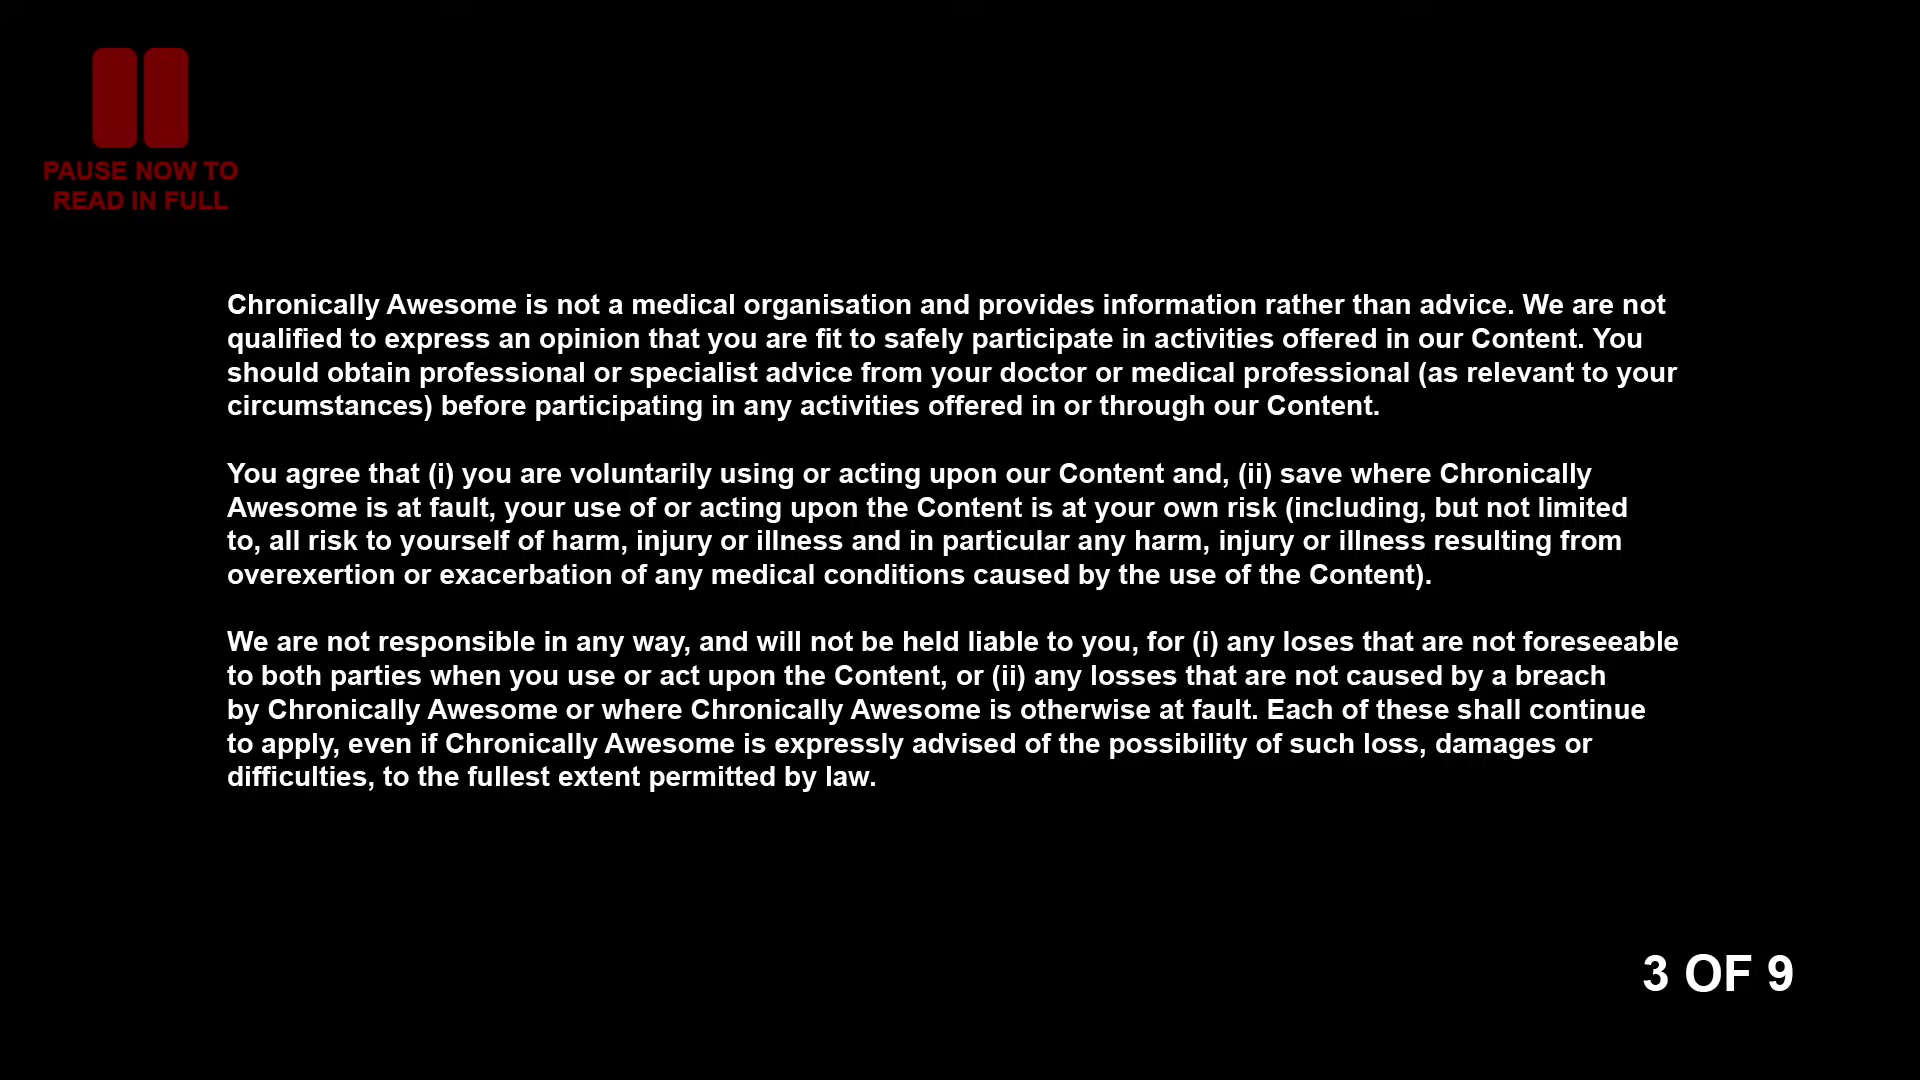 PAUSE NOW TO
READ IN FULL
Chronically Awesome is not a medical organisation and provides information rather than advice. We are not
qualified to express an opinion that you are fit to safely participate in activities offered in our Content. You
should obtain professional or specialist advice from your doctor or medical professional (as relevant to your
circumstances) before participating in any activities offered in or through our Content.
You agree that (i) you are voluntarily using or acting upon our Content and, (ii) save where Chronically
Awesome is at fault, your use of or acting upon the Content is at your own risk (including, but not limited
to, all risk to yourself of harm, injury or illness and in particular any harm, injury or illness resulting from
overexertion or exacerbation of any medical conditions caused by the use of the Content).
We are not responsible in any way, and will not be held liable to you, for (i) any loses that are not foreseeable
to both parties when you use or act upon the Content, or (ii) any losses that are not caused by a breach
by Chronically Awesome or where Chronically Awesome is otherwise at fault. Each of these shall continue
to apply, even if Chronically Awesome is expressly advised of the possibility of such loss, damages or
difficulties, to the fullest extent permitted by law.
3 OF 9